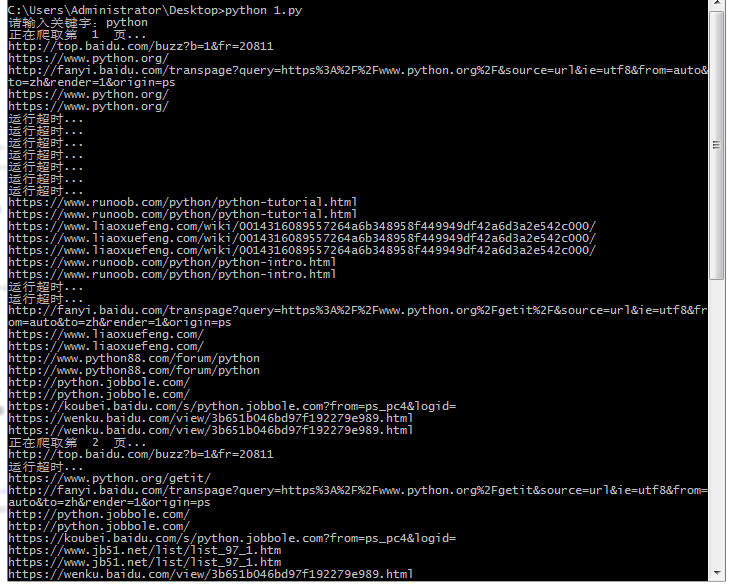 C:\Users\Administrator\Desktop>python 1.py
请输入关键字: python
正在爬取第  1  页...
http://top.baidu.com/buzz?b=1&fr=20811
https://www.python.org/
http://fanyi.baidu.com/transpage?query=https%3A%2F%2Fwww.python.org%2F&source=url&ie=utf8&from=auto&
to=zh&render=1&origin=ps
https://www.python.org/
https://www.python.org/
运行超时...
运行超时...
运行超时...
运行超时...
运行超时...
运行超时...
运行超时...
https://www.runoob.com/python/python-tutorial.html
https://www.runoob.com/python/python-tutorial.html
https://www.liaoxuefeng.com/wiki/0014316089557264a6b348958f449949df42a6d3a2e542c000/
https://www.liaoxuefeng.com/wiki/0014316089557264a6b348958f449949df42a6d3a2e542c000/
https://www.liaoxuefeng.com/wiki/0014316089557264a6b348958f449949df42a6d3a2e542c000/
https://www.runoob.com/python/python-intro.html
https://www.runoob.com/python/python-intro.html
运行超时...
运行超时...
http://fanyi.baidu.com/transpage?query=https%3A%2F%2Fwww.python.org%2Fgetit%2F&source=url&ie=utf8&fr
om=auto&to=zh&render=1&origin=ps
https://www.liaoxuefeng.com/
https://www.liaoxuefeng.com/
http://www.python88.com/forum/python
http://www.python88.com/forum/python
http://python.jobbole.com/
http://python.jobbole.com/
https://koubei.baidu.com/s/python.jobbole.com?from=ps_pc4&logid=
https://wenku.baidu.com/view/3b651b046bd97f192279e989.html
https://wenku.baidu.com/view/3b651b046bd97f192279e989.html
正在爬取第  2  页...
http://top.baidu.com/buzz?b=1&fr=20811
运行超时...
https://www.python.org/getit/
http://fanyi.baidu.com/transpage?query=https%3A%2F%2Fwww.python.org%2Fgetit&source=url&ie=utf8&from=
auto&to=zh&render=1&origin=ps
http://python.jobbole.com/
http://python.jobbole.com/
https://koubei.baidu.com/s/python.jobbole.com?from=ps_pc4&logid=
https://www.jb51.net/list/list_97_1.htm
https://www.jb51.net/list/list_97_1.htm
https://wenku.baidu.com/view/3b651b046bd97f192279e989.html